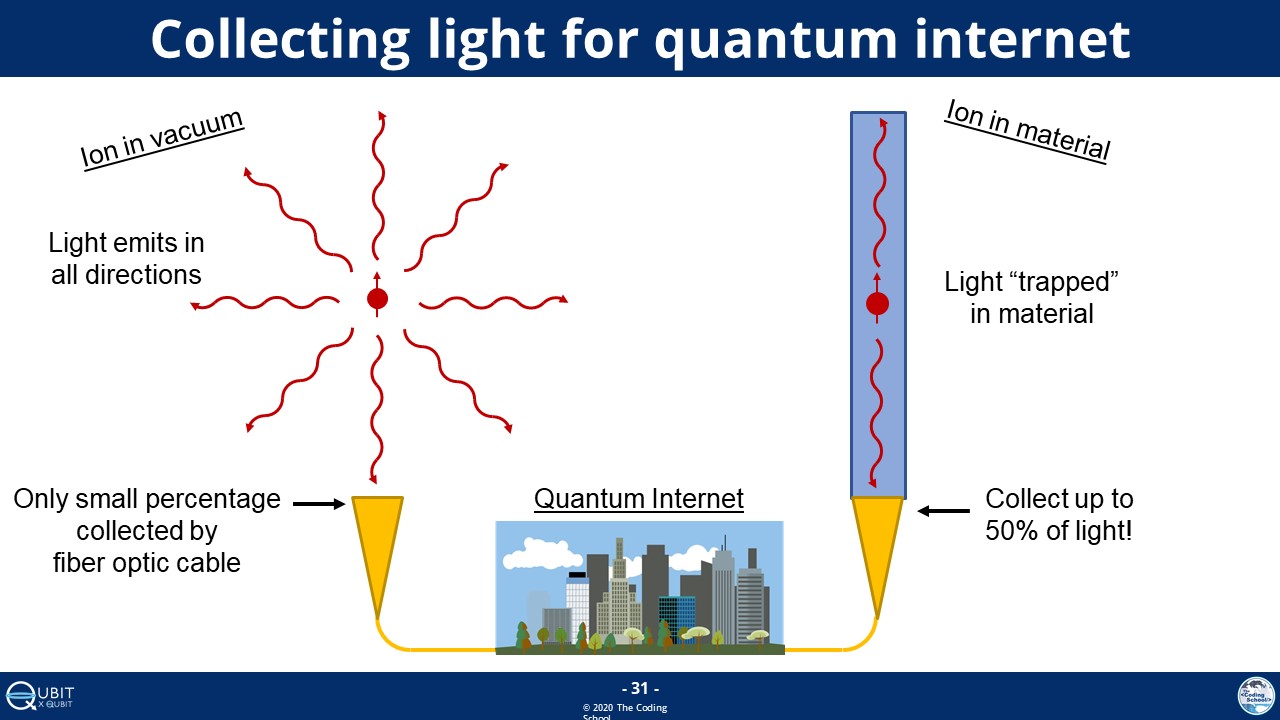 Collecting light for quantum internet
Ion in vacuum
Ion in material
Light emits in
all directions
Light “trapped”
in material
Only small percentage
collected by
fiber optic cable
Quantum Internet
Collect up to
50% of light!
QUBIT
X QUBIT
- 31 -
© 2020 The Coding
School
The
<Coding
School>